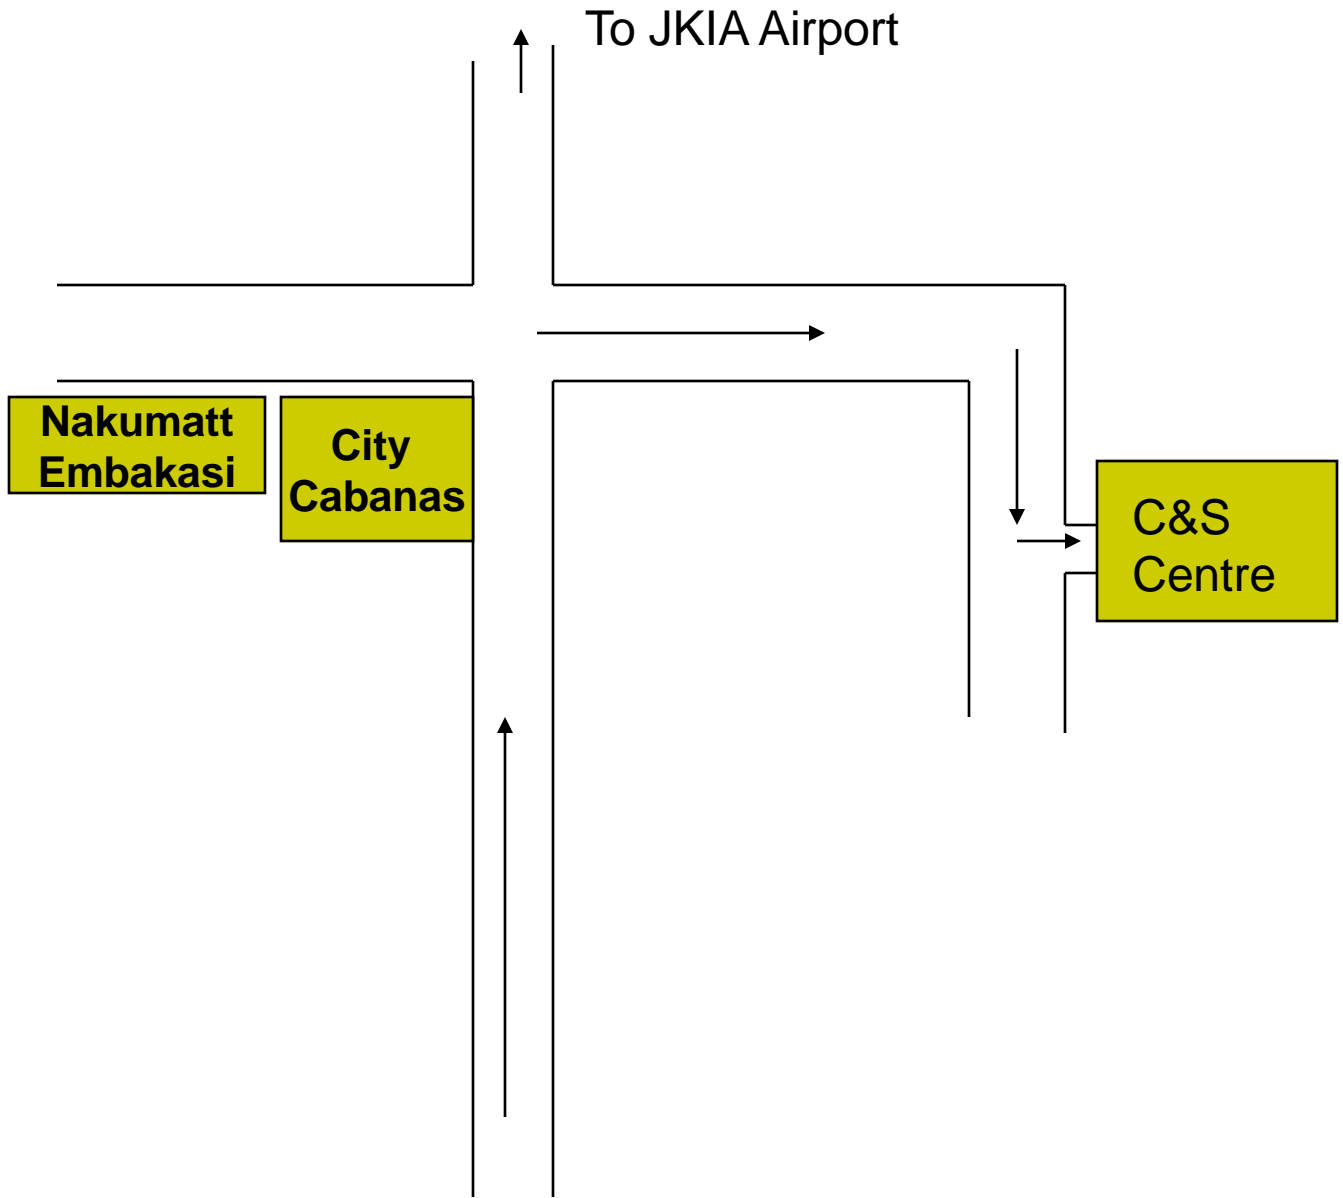 To JKIA Airport
Nakumatt
Embakasi
City
Cabanas
C&S
Centre